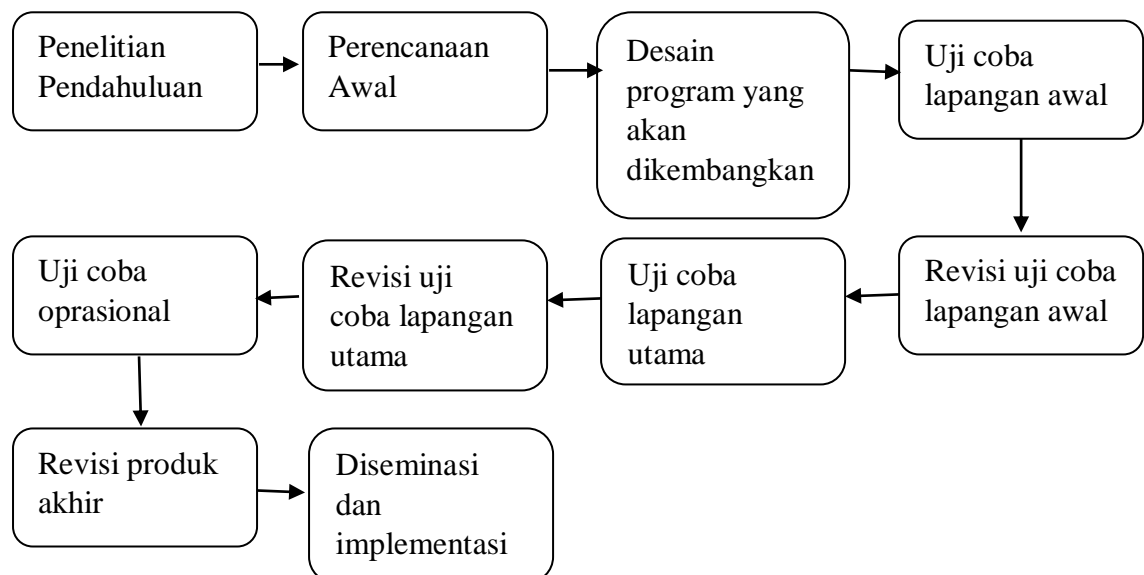 Penelitian
Pendahuluan
Perencanaan
Awal
Desain
program yang
akan
dikembangkan
Uji coba
lapangan awal
Revisi uji coba
lapangan awal
Uji coba
lapangan
utama
Revisi uji
coba lapangan
utama
Uji coba
oprasional
Revisi produk
akhir
Diseminasi
dan
implementasi